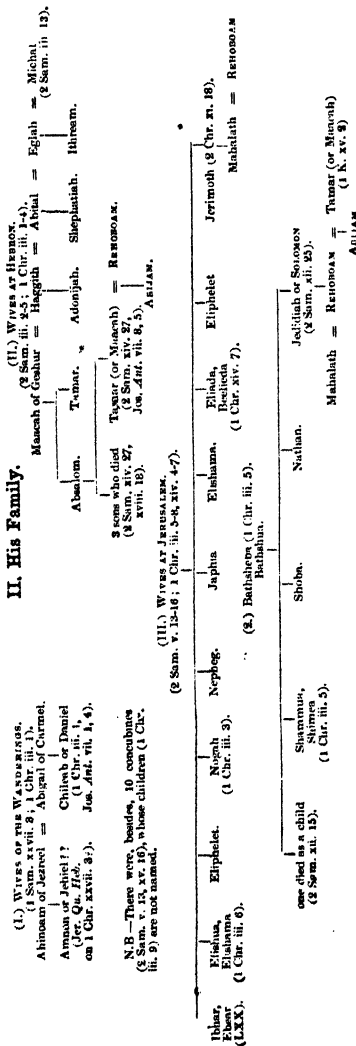 II. His Family.
(I.) WIVES OF THE WANDERINGS.
(1 Sam. xxvii. 3; 1 Chr. iii. 1).
Ahinoam of Jezreel = Abigail of Carmel.
Amnon or Jehiel?? Chileab or Daniel
(Jer. Qu. Heb. (1 Chr. iii. 1,
on 1 Chr. xxvii. 32). Jos. Ant. vii. 1, 4).
N.B—There were, besides, 10 concubines
(2 Sam. v. 13, xv. 16), whose children (1 Chr.
iii. 9) are not named.
(II.) WIVES AT HEBRON.
(2 Sam. iii. 2-5; 1 Chr. iii. 1-4).
Maacah of Geshur = Haggith = Abital = Eglah = Michal
(2 Sam. iii 13).
Absalom. Tamar. Adonijah. Shephatiah. Ithream.
3 sons who died Tamar (or Maacah) = REHOBOAM.
(2 Sam. xiv. 27, (2 Sam. xiv. 27,
xviii. 18). Jos. Ant. vii. 8, 5).
ABIJAM.
(III.) WIVES AT JERUSALEM.
(2 Sam. v. 13-16; 1 Chr. iii. 5-8, xiv. 4-7)
Ibhar, Elishua, Eliphelet. Nogah Nepheg. Japhia Elishama. Eliada, Eliphelet Jerimoth (2 Chr. xi. 18).
Ebear Elishama (1 Chr. iii. 3). Beeliada Mahalath = REHOBOAM
(LXX). (1 Chr. iii. 6). (1 Chr. xiv. 7).
(2.) Bathsheba (1 Chr. iii. 5).
Bathshua.
one died as a child Shammua, Shoba. Nathan. Jedidiah or SOLOMON
(2 Sam. xii. 15). Shimea (2 Sam. xii. 25).
(1 Chr. iii. 5).
Mahalath = REHOBOAM = Tamar (or Maacah)
(1 K. xv. 2)
ABIJAM